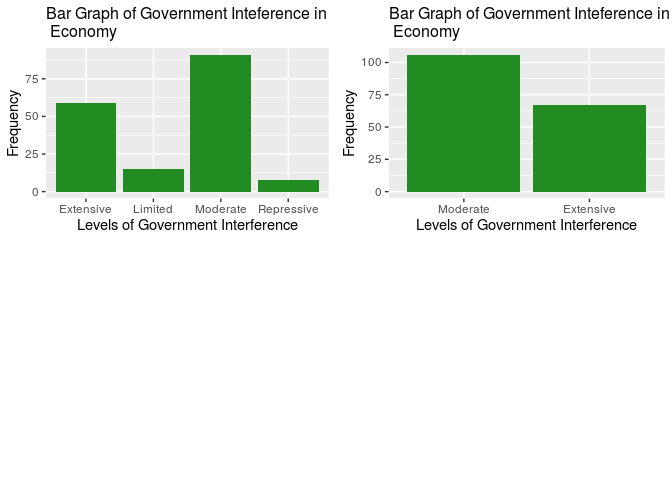 Bar Graph of Government Inteference in
Economy
Frequency
75
50
25
0
Extensive Limited Moderate Repressive
Levels of Government Interference
Bar Graph of Government Inteference in
Economy
Frequency
100
75
50
25
0
Moderate Extensive
Levels of Government Interference